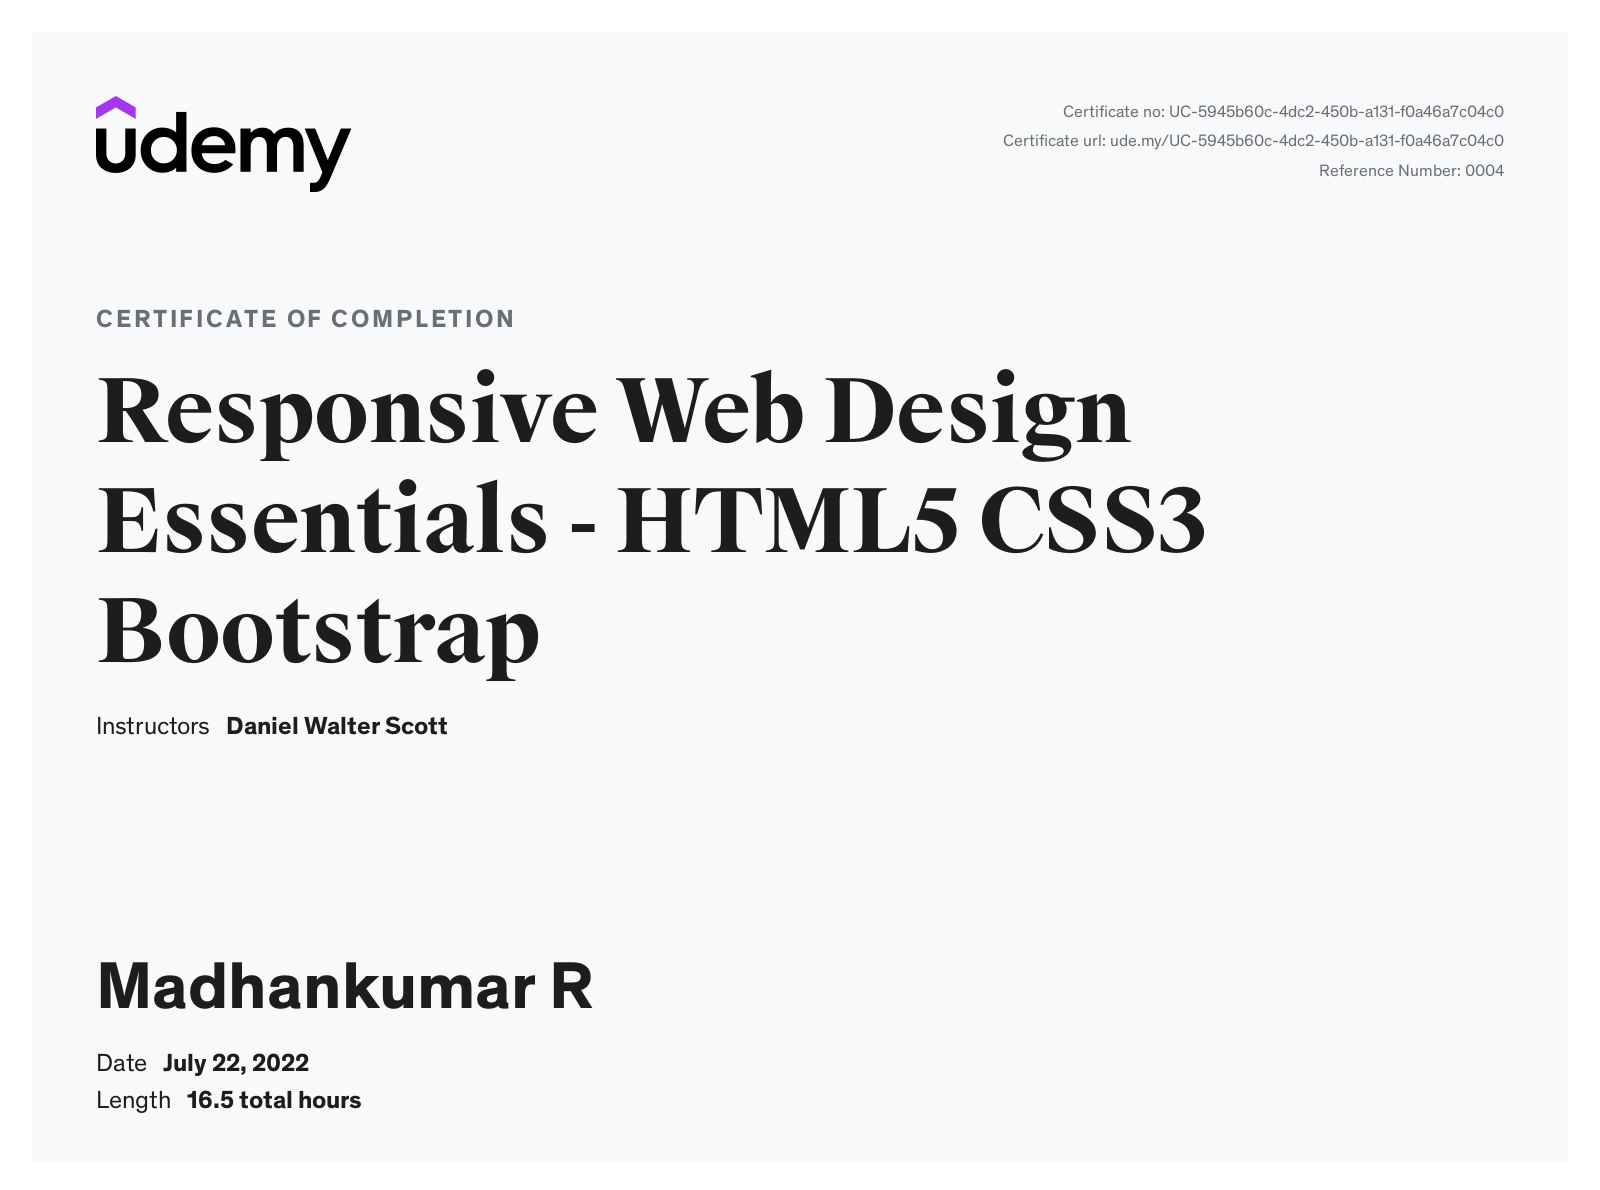 udemy
Certificate no: UC-5945b60c-4dc2-450b-a131-f0a46a7c04c0
Certificate url: ude.my/UC-5945b60c-4dc2-450b-a131-f0a46a7c04c0
Reference Number: 0004
CERTIFICATE OF COMPLETION
Responsive Web Design
Essentials - HTML5 CSS3
Bootstrap
Instructors Daniel Walter Scott
Madhankumar R
Date July 22, 2022
Length 16.5 total hours